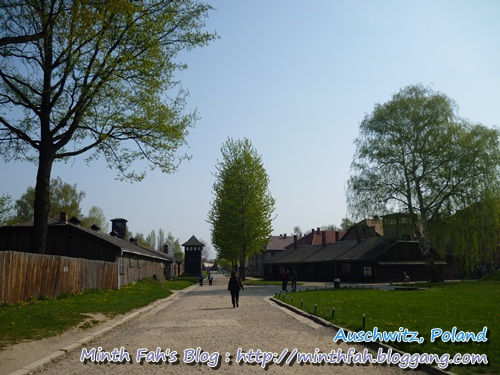 Auschwitz, Poland
Minth Fah's Blog : http://minthfah.bloggang.com